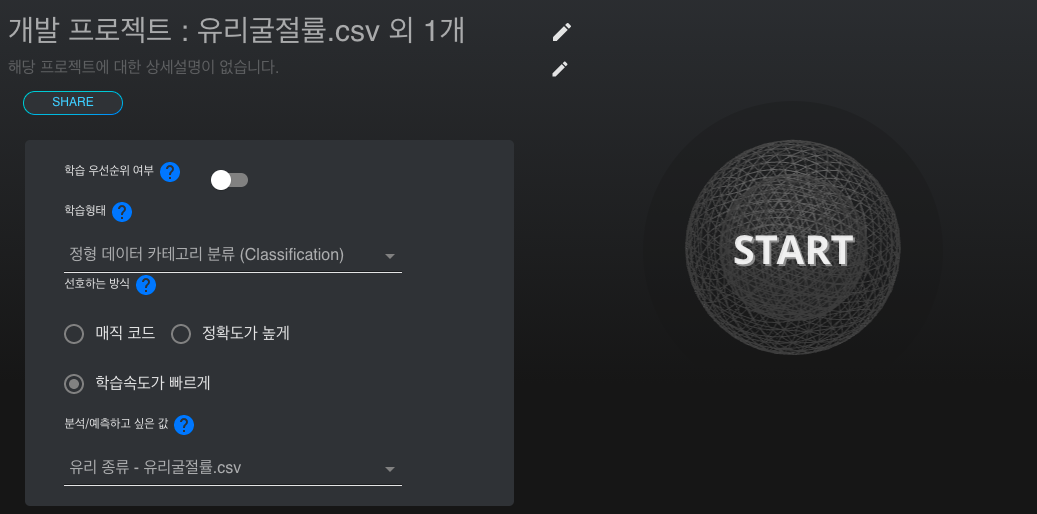 개발 프로젝트 : 유리굴절률.csv 외 1개
해당 프로젝트에 대한 상세설명이 없습니다.
SHARE
학습 우선순위 여부 ?
학습형태 ?
정형 데이터 카테고리 분류 (Classification)
선호하는 방식 ?
매직 코드 정확도가 높게
학습속도가 빠르게
분석/예측하고 싶은 값 ?
유리 종류 - 유리굴절률.csv
START